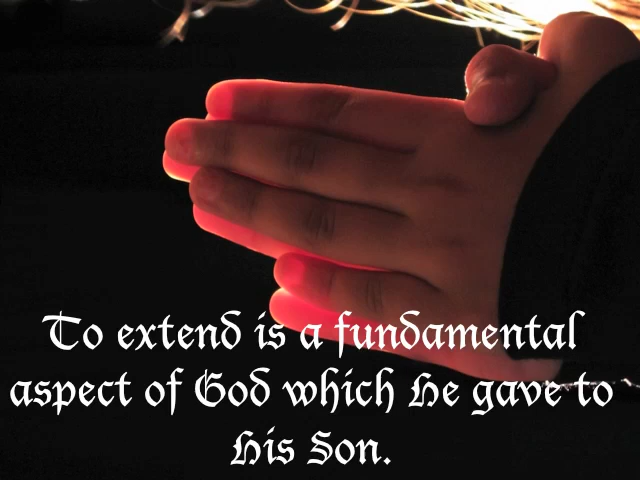 To extend is a fundamental
aspect of God which He gave to
His Son.